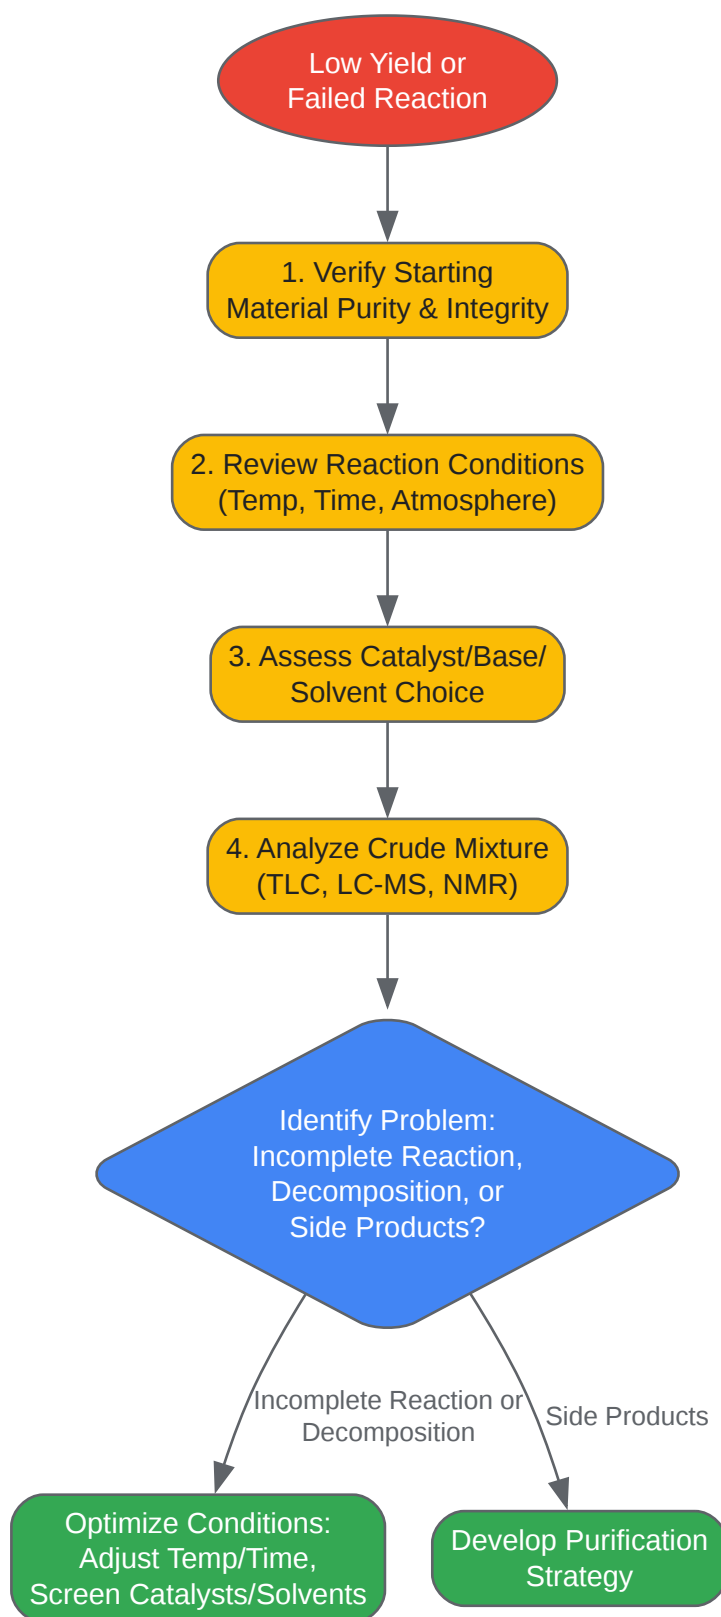 Low Yield or
Failed Reaction
1. Verify Starting
Material Purity & Integrity
2. Review Reaction Conditions
(Temp, Time, Atmosphere)
3. Assess Catalyst/Base/
Solvent Choice
4. Analyze Crude Mixture
(TLC, LC-MS, NMR)
Identify Problem:
Incomplete Reaction,
Decomposition, or
Side Products?
Incomplete Reaction or
Decomposition
Side Products
Optimize Conditions:
Adjust Temp/Time,
Screen Catalysts/Solvents
Develop Purification
Strategy